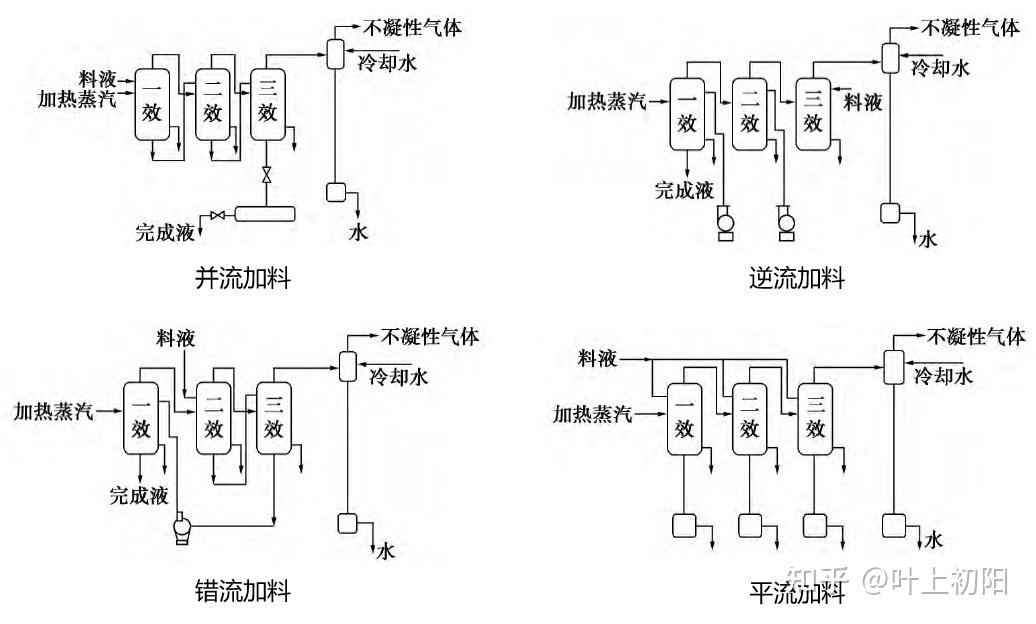 不凝性气体
冷却水
料液
加热蒸汽
一效
二效
三效
完成液
水
并流加料
不凝性气体
冷却水
加热蒸汽
一效
二效
三效
料液
完成液
水
逆流加料
料液
不凝性气体
冷却水
加热蒸汽
一效
二效
三效
完成液
水
错流加料
料液
不凝性气体
冷却水
加热蒸汽
一效
二效
三效
水
平流加料
知乎 @叶上初阳